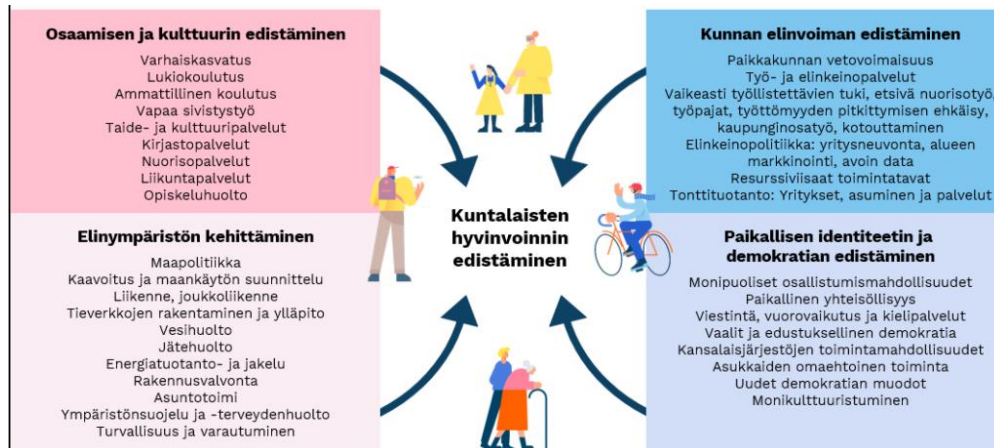 Osaamisen ja kulttuurin edistäminen
Varhaiskasvatus
Lukiokoulutus
Ammattillinen koulutus
Vapaa sivistystyö
Taide- ja kulttuuripalvelut
Kirjastopalvelut
Nuorisopalvelut
Liikuntapalvelut
Opiskeluhuolto
Kunnan elinvoiman edistäminen
Paikkakunnan vetovoimaisuus
Työ- ja elinkeinopalvelut
Vaikeasti työllistettävien tuki, etsivä nuorisotyö,
työpajat, työttömyyden pitkittymisen ehkäisy,
kaupunginosatyö, kotouttaminen
Elinkeinopolitiikka: yritysneuvonta, alueen
markkinointi, avoin data
Resurssiviisaat toimintatavat
Tonttituotanto: Yritykset, asuminen ja palvelut
Kuntalaisten
hyvinvoinnin
edistäminen
Elinympäristön kehittäminen
Maapolitiikka
Kaavoitus ja maankäytön suunnittelu
Liikenne, joukkoliikenne
Tieverkkojen rakentaminen ja ylläpito
Vesihuolto
Jätehuolto
Energiatuotanto- ja jakelu
Rakennusvalvonta
Asuntotoimi
Ympäristönsuojelu ja -terveydenhuolto
Turvallisuus ja varautuminen
Paikallisen identiteetin ja
demokratian edistäminen
Monipuoliset osallistumismahdollisuudet
Paikallinen yhteisöllisyys
Viestintä, vuorovaikutus ja kielipalvelut
Vaalit ja edustuksellinen demokratia
Kansalaisjärjestöjen toimintamahdollisuudet
Asukkaiden omaehtoinen toiminta
Uudet demokratian muodot
Monikulttuuristuminen